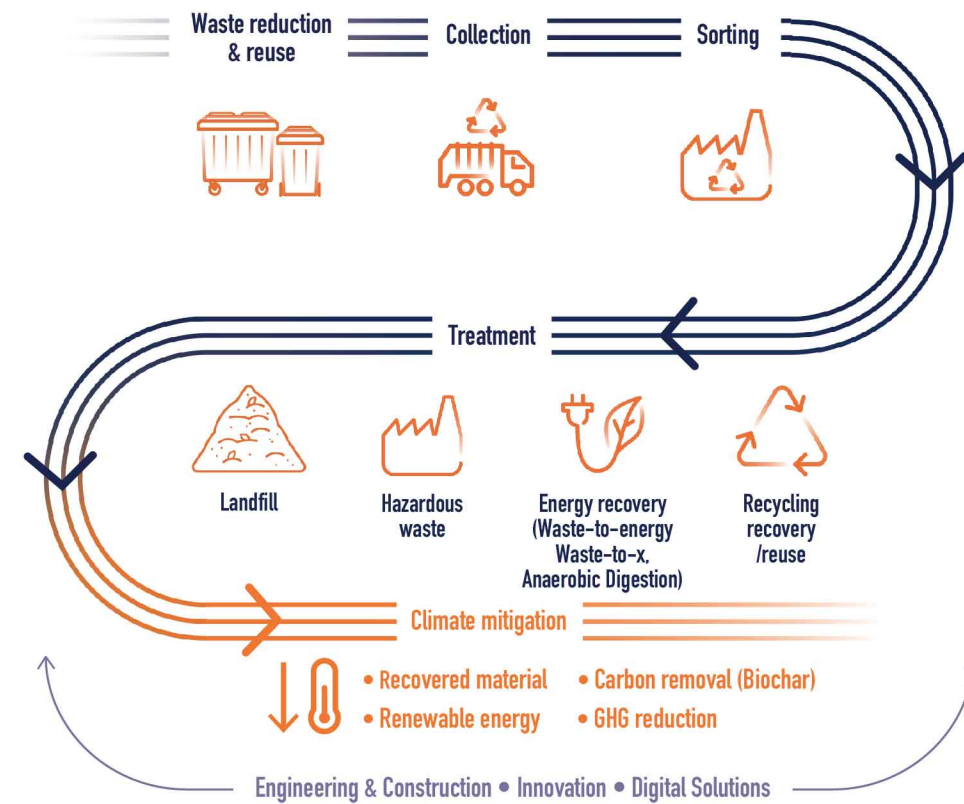 Waste reduction
& reuse
Collection
Sorting
Treatment
Landfill
Hazardous
waste
Energy recovery
(Waste-to-energy
Waste-to-x,
Anaerobic Digestion)
Recycling
recovery
/reuse
Climate mitigation
• Recovered material
• Renewable energy
• Carbon removal (Biochar)
• GHG reduction
Engineering & Construction • Innovation • Digital Solutions